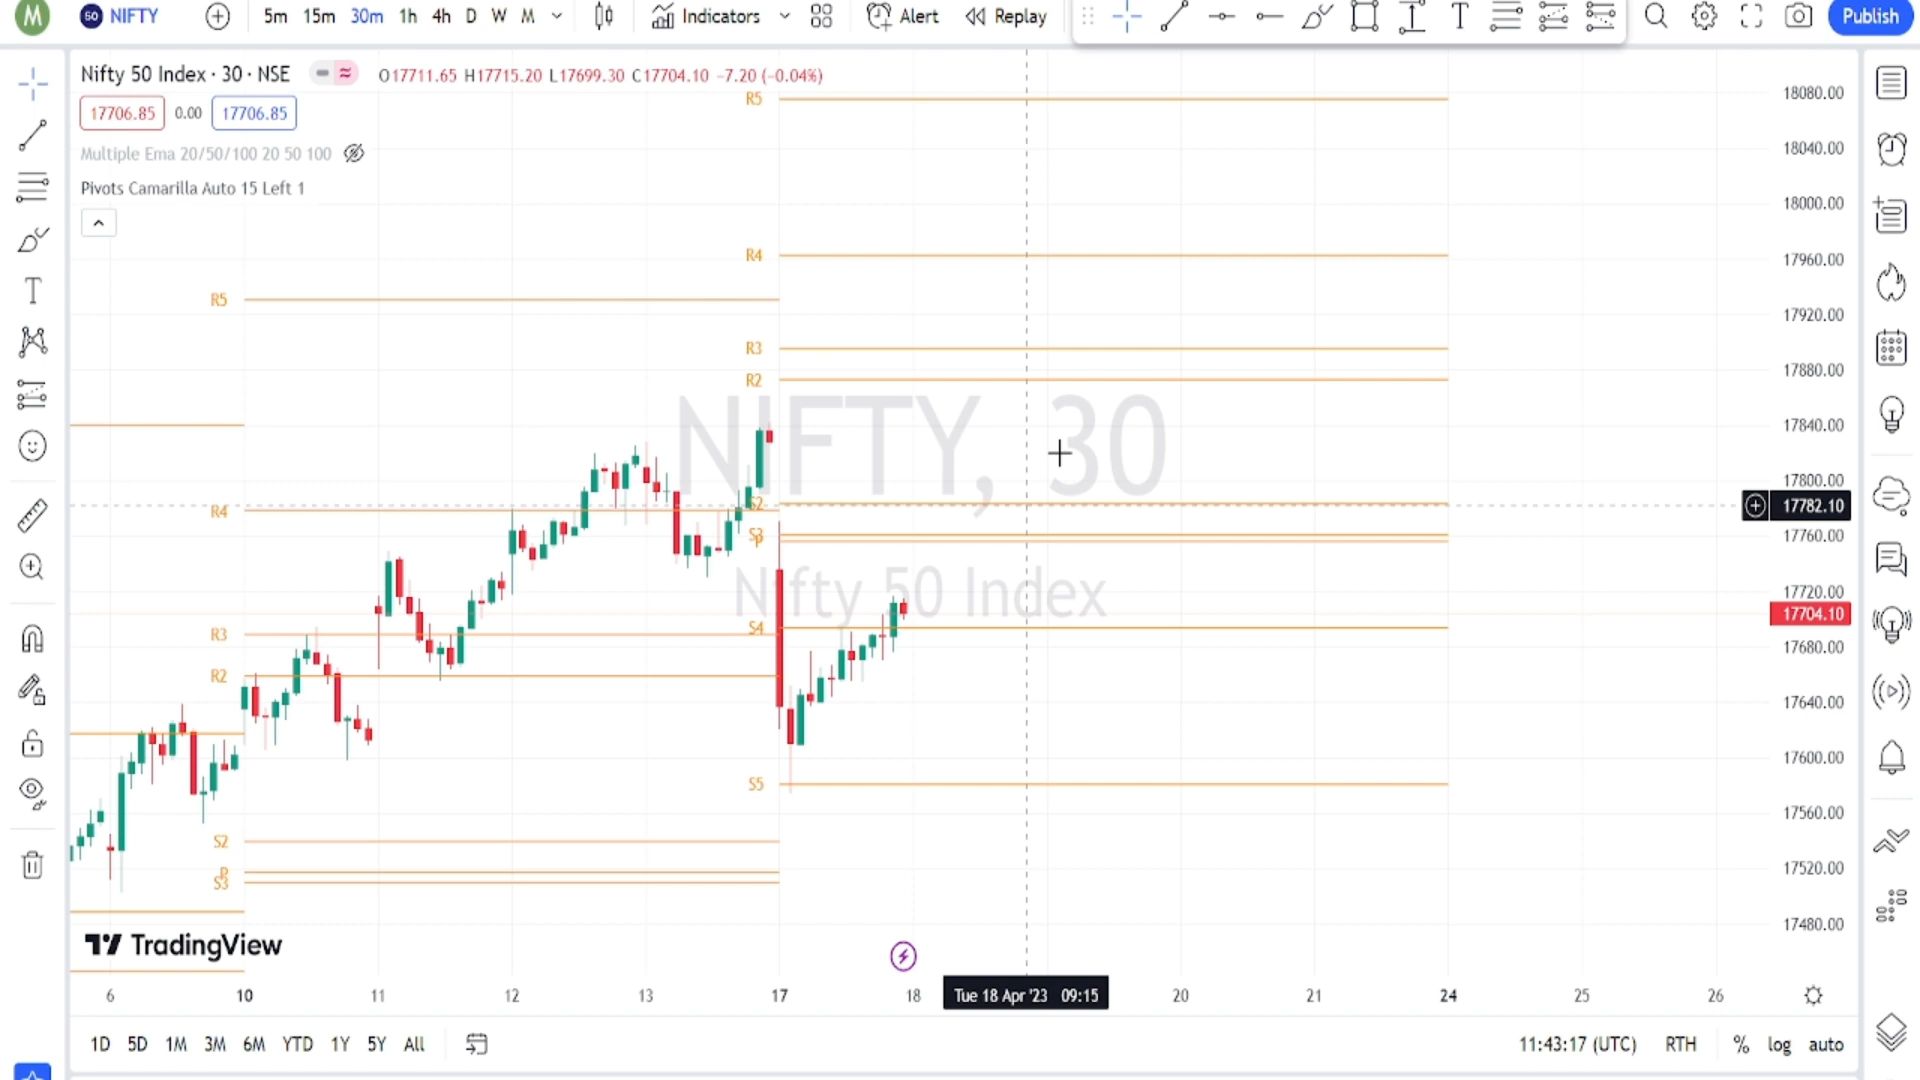 M 50 NIFTY 5m 15m 30m 1h 4h D W M Indicators Alert Replay T Publish
Nifty 50 Index · 30 · NSE O17711.65 H17715.20 L17699.30 C17704.10 −7.20 (−0.04%)
17706.85 0.00 17706.85
Multiple Ema 20/50/100 20 50 100
Pivots Camarilla Auto 15 Left 1
NIFTY, 30
Nifty 50 Index
R5
R4
R3
R2
S2
S3
P
S4
S5
R5
R4
R3
R2
S2
P
S3
18080.00
18040.00
18000.00
17960.00
17920.00
17880.00
17840.00
17800.00
17782.10
17760.00
17720.00
17704.10
17680.00
17640.00
17600.00
17560.00
17520.00
17480.00
TradingView
6 10 11 12 13 17 18 Tue 18 Apr '23 09:15 20 21 24 25 26
1D 5D 1M 3M 6M YTD 1Y 5Y All 11:43:17 (UTC) RTH % log auto